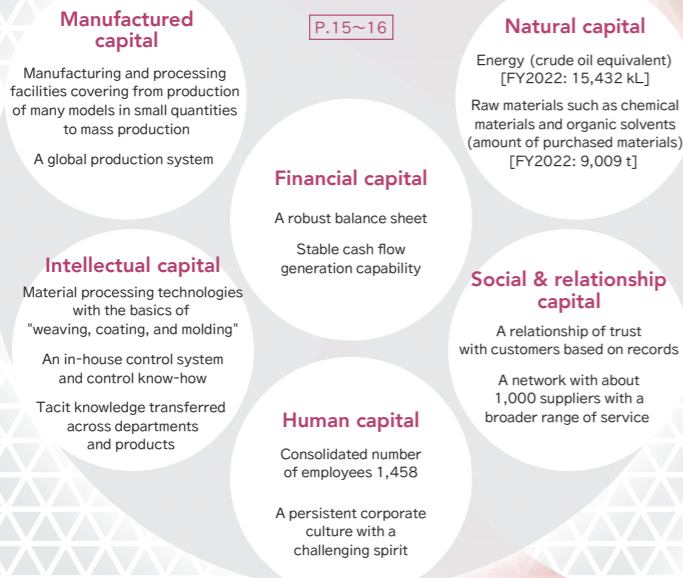 Manufactured
capital
Manufacturing and processing
facilities covering from production
of many models in small quantities
to mass production
A global production system
P.15~16
Natural capital
Energy (crude oil equivalent)
[FY2022: 15,432 kL]
Raw materials such as chemical
materials and organic solvents
(amount of purchased materials)
[FY2022: 9,009 t]
Financial capital
A robust balance sheet
Stable cash flow
generation capability
Intellectual capital
Material processing technologies
with the basics of
"weaving, coating, and molding"
An in-house control system
and control know-how
Tacit knowledge transferred
across departments
and products
Social & relationship
capital
A relationship of trust
with customers based on records
A network with about
1,000 suppliers with a
broader range of service
Human capital
Consolidated number
of employees 1,458
A persistent corporate
culture with a
challenging spirit